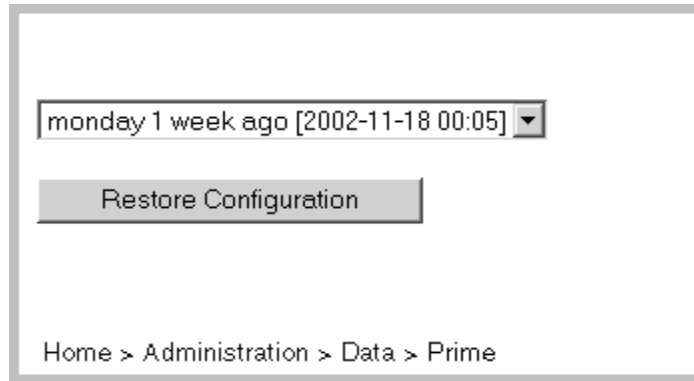 monday 1 week ago [2002-11-18 00:05]
Restore Configuration
Home > Administration > Data > Prime